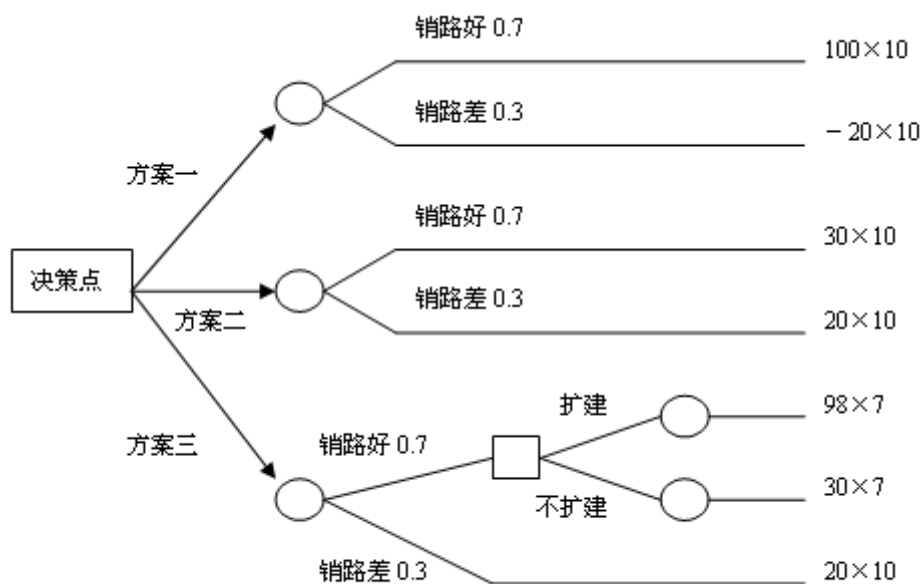 销路好 0.7
100×10
销路差 0.3
-20×10
方案一
销路好 0.7
30×10
决策点
销路差 0.3
方案二
20×10
扩建
98×7
方案三
销路好 0.7
30×7
不扩建
销路差 0.3
20×10